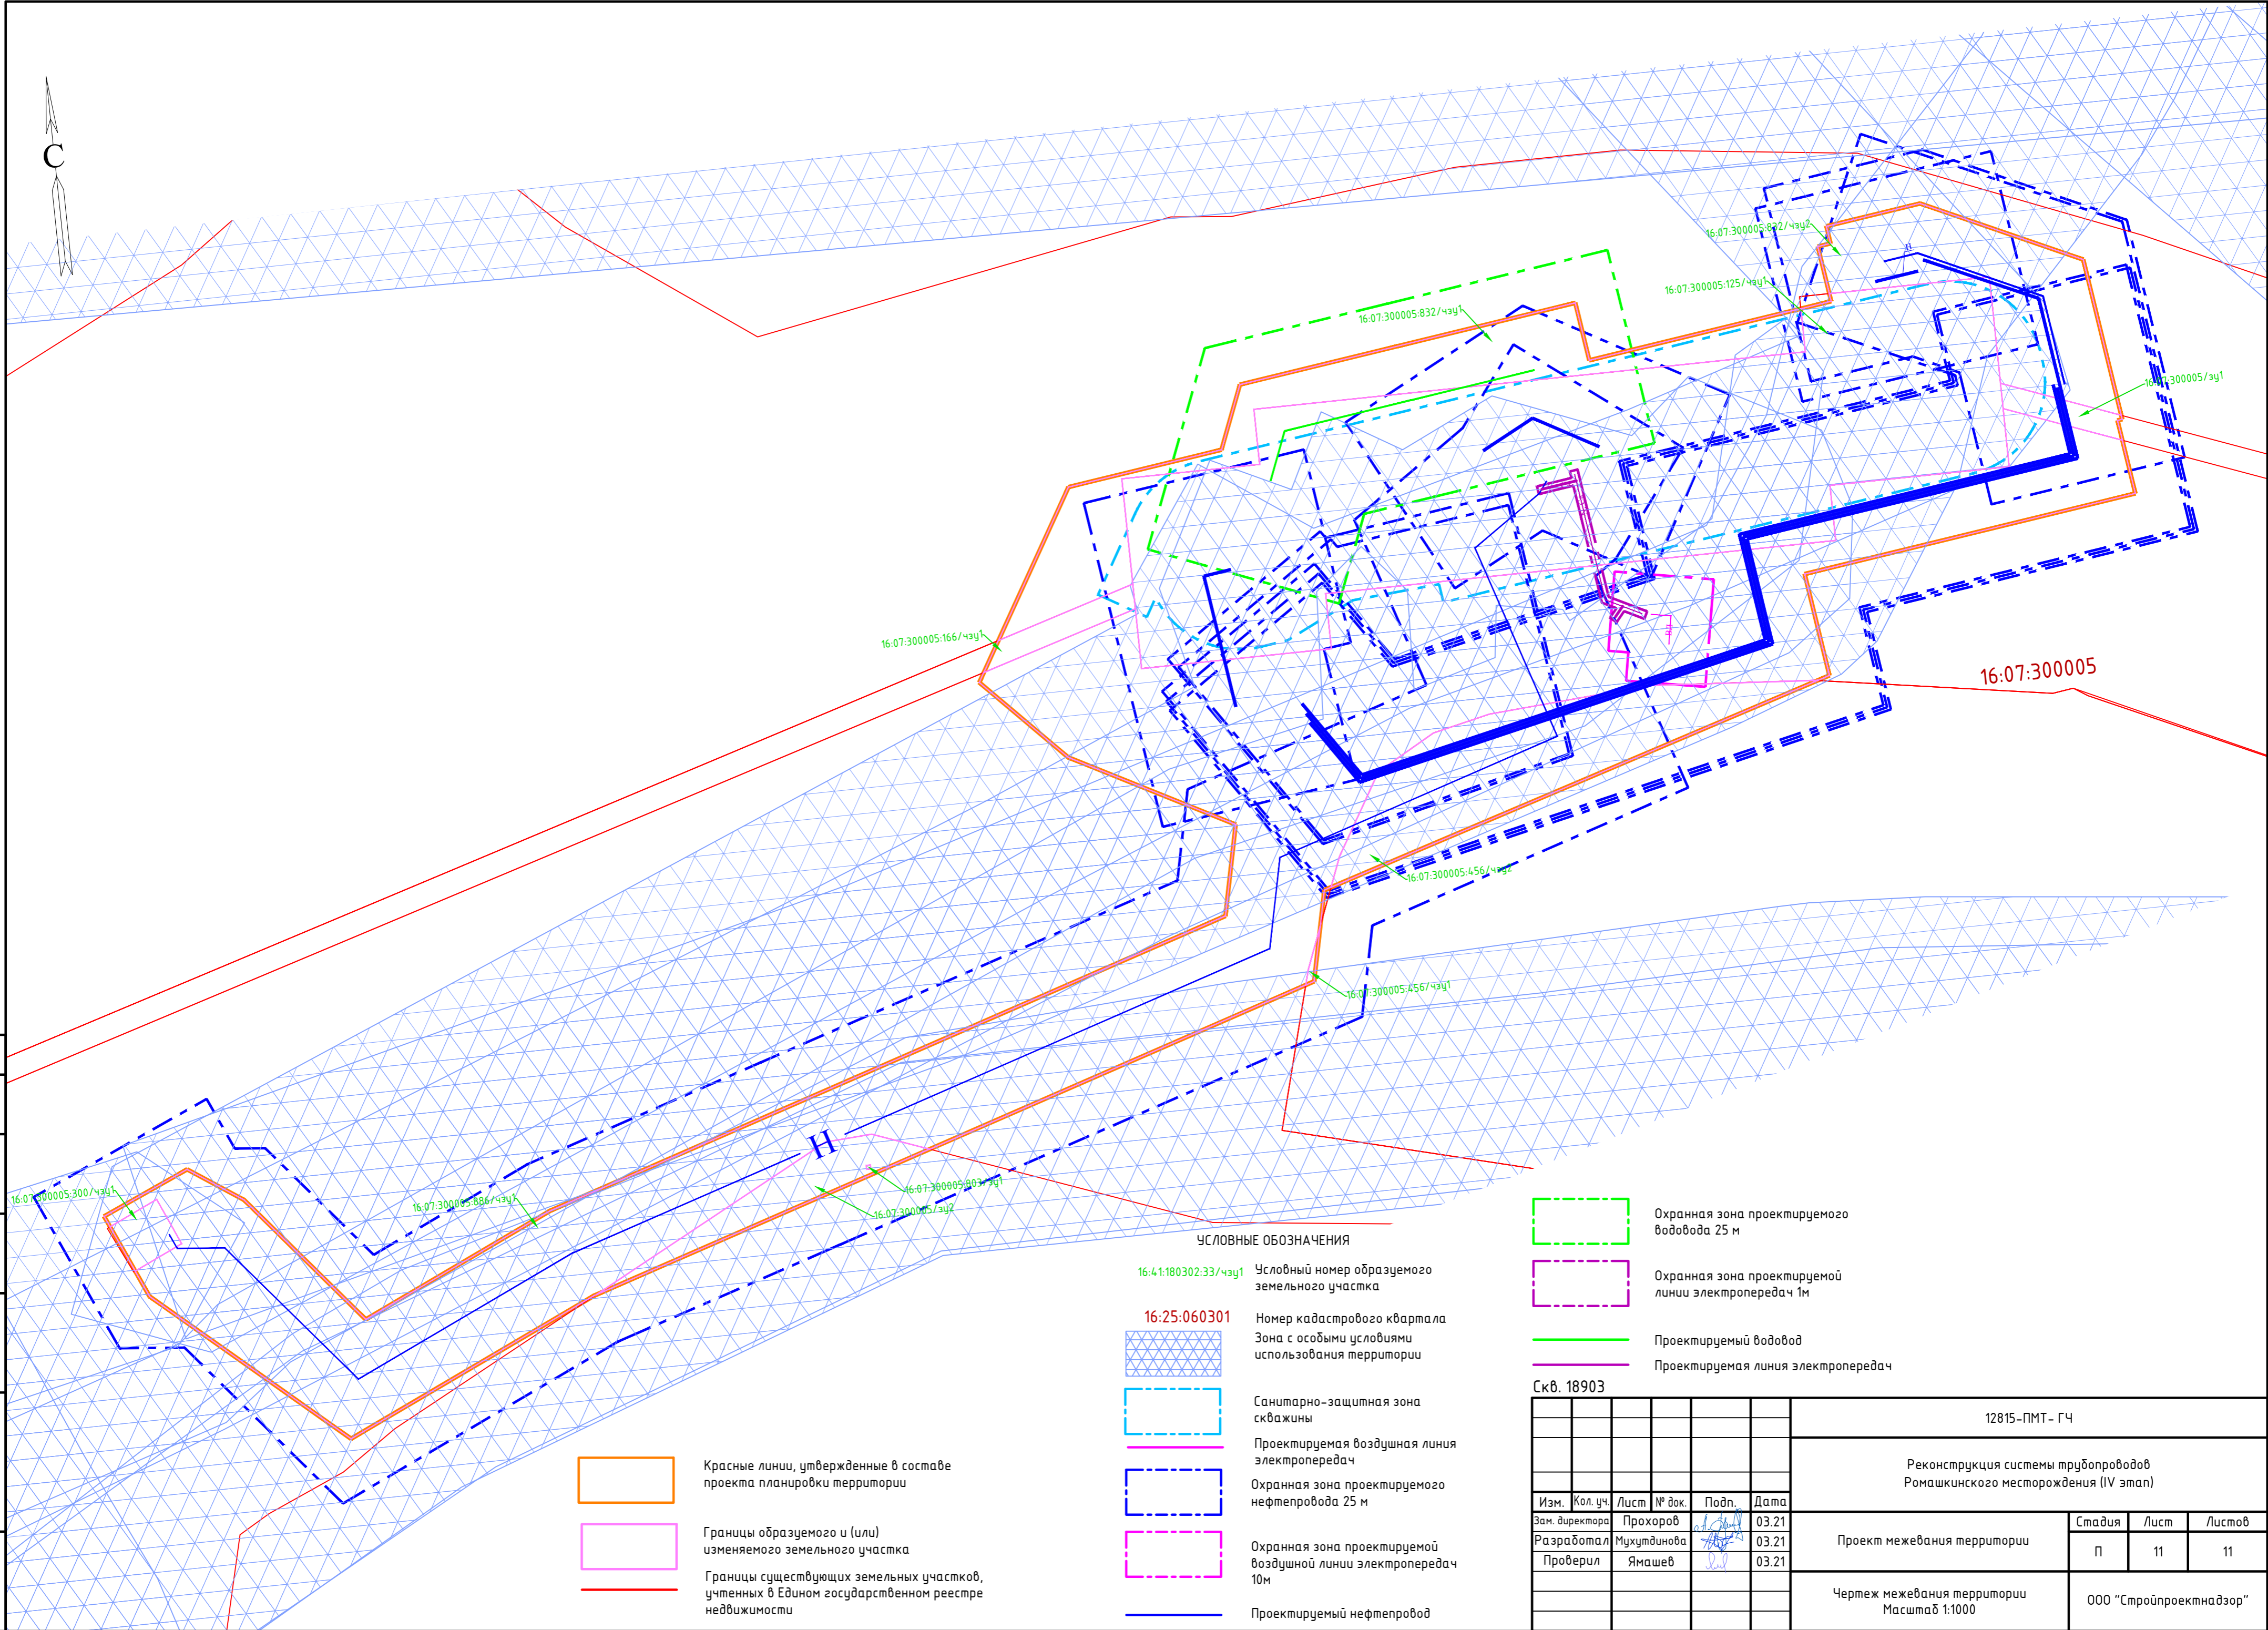 С
16:07:300005:832/чзу2
16:07:300005:125/чзу1
16:07:300005:832/чзу1
16:07:300005/зу1
16:07:300005:166/чзу1
16:07:300005
16:07:300005:456/чзу2
16:07:300005:456/чзу1
Н
Н
16:07:300005:300/чзу1
16:07:300005:886/чзу1
16:07:300005/зу2
УСЛОВНЫЕ ОБОЗНАЧЕНИЯ
16:41:180302:33/чзу1
Условный номер образуемого
земельного участка
16:25:060301
Номер кадастрового квартала
Зона с особыми условиями
использования территории
Санитарно-защитная зона
скважины
Проектируемая воздушная линия
электропередач
Охранная зона проектируемого
нефтепровода 25 м
Охранная зона проектируемой
воздушной линии электропередач
10м
Проектируемый нефтепровод
Красные линии, утвержденные в составе
проекта планировки территории
Границы образуемого и (или)
изменяемого земельного участка
Границы существующих земельных участков,
учтенных в Едином государственном реестре
недвижимости
Охранная зона проектируемого
водовода 25 м
Охранная зона проектируемой
линии электропередач 1м
Проектируемый водовод
Проектируемая линия электропередач
Скв. 18903
12815-ПМТ- ГЧ
Реконструкция системы трубопроводов
Ромашкинского месторождения (IV этап)
Изм. Кол. уч. Лист № док. Подп. Дата
Зам. директора Прохоров 03.21
Разработал Мухутдинова 03.21
Проверил Ямашев 03.21
Проект межевания территории
Стадия Лист Листов
П 11 11
Чертеж межевания территории
Масштаб 1:1000
ООО "Стройпроектнадзор"